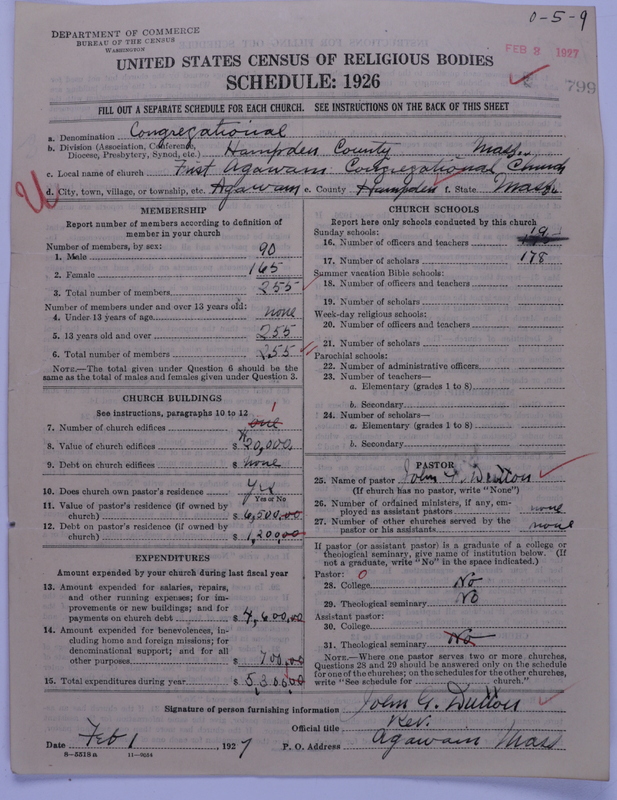 0-5-9
DEPARTMENT OF COMMERCE
BUREAU OF THE CENSUS
WASHINGTON
FEB 2 1927
799
UNITED STATES CENSUS OF RELIGIOUS BODIES
SCHEDULE: 1926
FILL OUT A SEPARATE SCHEDULE FOR EACH CHURCH. SEE INSTRUCTIONS ON THE BACK OF THIS SHEET
a. Denomination Congregational
b. Division (Association, Conference, Diocese, Presbytery, Synod, etc.) Hampden County Mass.
c. Local name of church First Agawam Congregational Church
d. City, town, village, or township, etc. Agawam e. County Hampden f. State Mass.
MEMBERSHIP
Report number of members according to definition of
member in your church
Number of members, by sex:
1. Male 90
2. Female 165
3. Total number of members 255
Number of members under and over 13 years old:
4. Under 13 years of age none
5. 13 years old and over 255
6. Total number of members 255
NOTE.—The total given under Question 6 should be
same as the total of males and females given under Question 3.
CHURCH BUILDINGS
See instructions, paragraphs 10 to 12
7. Number of church edifices one 1
8. Value of church edifices $ 20,000
9. Debt on church edifices $ none
10. Does church own pastor's residence Yes
Yes or No
11. Value of pastor's residence (if owned by
church) $ 6,500.00
12. Debt on pastor's residence (if owned by
church) $ 1,200.00
EXPENDITURES
Amount expended by your church during last fiscal year
13. Amount expended for salaries, repairs,
and other running expenses; for im-
provements or new buildings; and for
payments on church debt $ 4,600.00
14. Amount expended for benevolences, in-
cluding home and foreign missions; for
denominational support; and for all
other purposes $ 700.00
15. Total expenditures during year $ 5,300.00
CHURCH SCHOOLS
Report here only schools conducted by this church
Sunday schools:
16. Number of officers and teachers 19
17. Number of scholars 178
Summer vacation Bible schools:
18. Number of officers and teachers
19. Number of scholars
Week-day religious schools:
20. Number of officers and teachers
21. Number of scholars
Parochial schools:
22. Number of administrative officers
23. Number of teachers—
a. Elementary (grades 1 to 8)
b. Secondary
24. Number of scholars—
a. Elementary (grades 1 to 8)
b. Secondary
PASTOR
25. Name of pastor John G. Dutton
(If church has no pastor, write "None")
26. Number of ordained ministers, if any, em-
ployed as assistant pastors none
27. Number of other churches served by the
pastor or his assistants none
If pastor (or assistant pastor) is a graduate of a college or
theological seminary, give name of institution below. (If
not a graduate, write "No" in the space indicated.)
Pastor: 0
28. College No
29. Theological seminary No
Assistant pastor:
30. College
31. Theological seminary No
NOTE.—Where one pastor serves two or more churches,
Questions 28 and 29 should be answered only on the schedule
for one of the churches; on the schedules for the other churches,
write "See schedule for church."
Signature of person furnishing information John G. Dutton
Official title Rev.
Date Feb 1 1927 P. O. Address Agawam Mass
8—5518a 11—9034